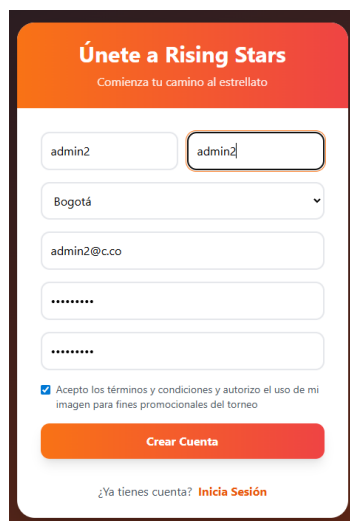 Únete a Rising Stars
Comienza tu camino al estrellato
admin2 admin2
Bogotá
admin2@c.co
•••••••••
•••••••••
Acepto los términos y condiciones y autorizo el uso de mi
imagen para fines promocionales del torneo
Crear Cuenta
¿Ya tienes cuenta? Inicia Sesión